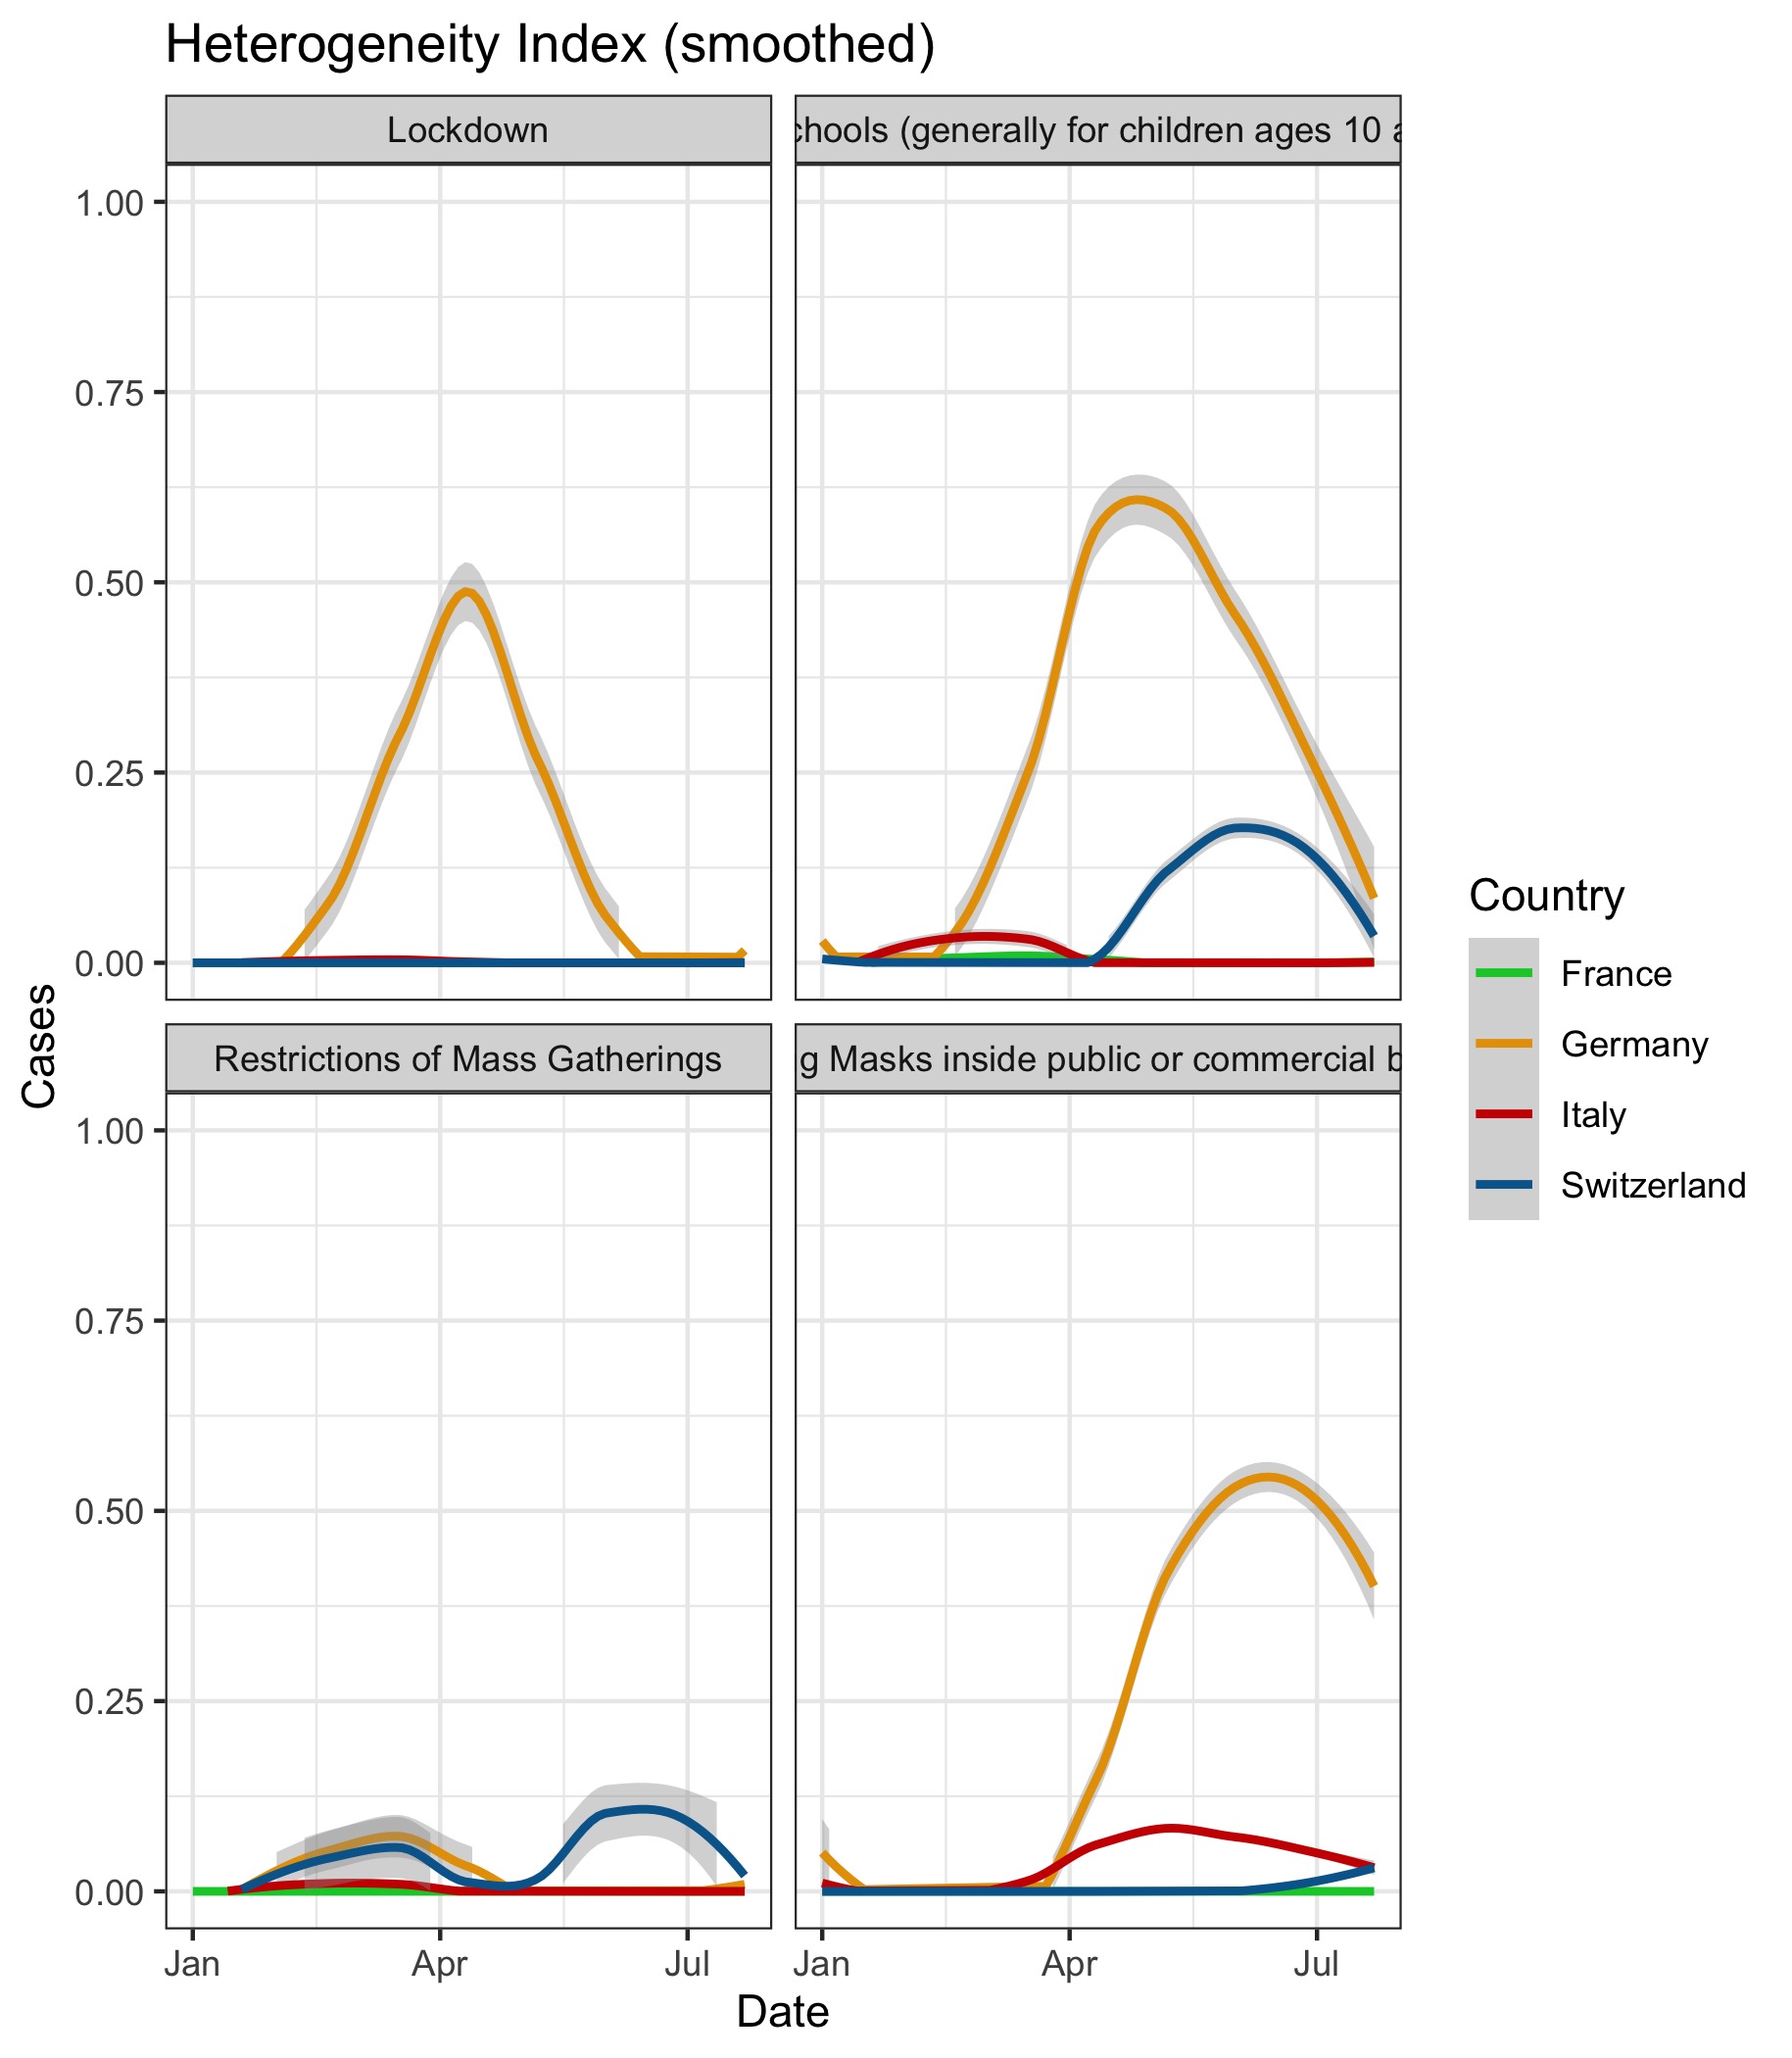 Heterogeneity Index (smoothed)
Lockdown
chools (generally for children ages 10 a
1.00
0.75
0.50
0.25
0.00
Restrictions of Mass Gatherings
g Masks inside public or commercial b
1.00
0.75
0.50
0.25
0.00
Jan
Apr
Jul
Jan
Apr
Jul
Date
Cases
Country
France
Germany
Italy
Switzerland